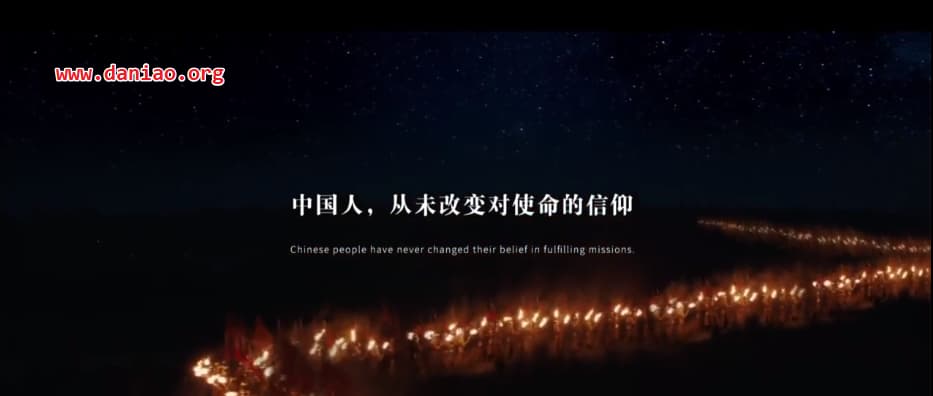 www.daniao.org
中国人，从未改变对使命的信仰
Chinese people have never changed their belief in fulfilling missions.